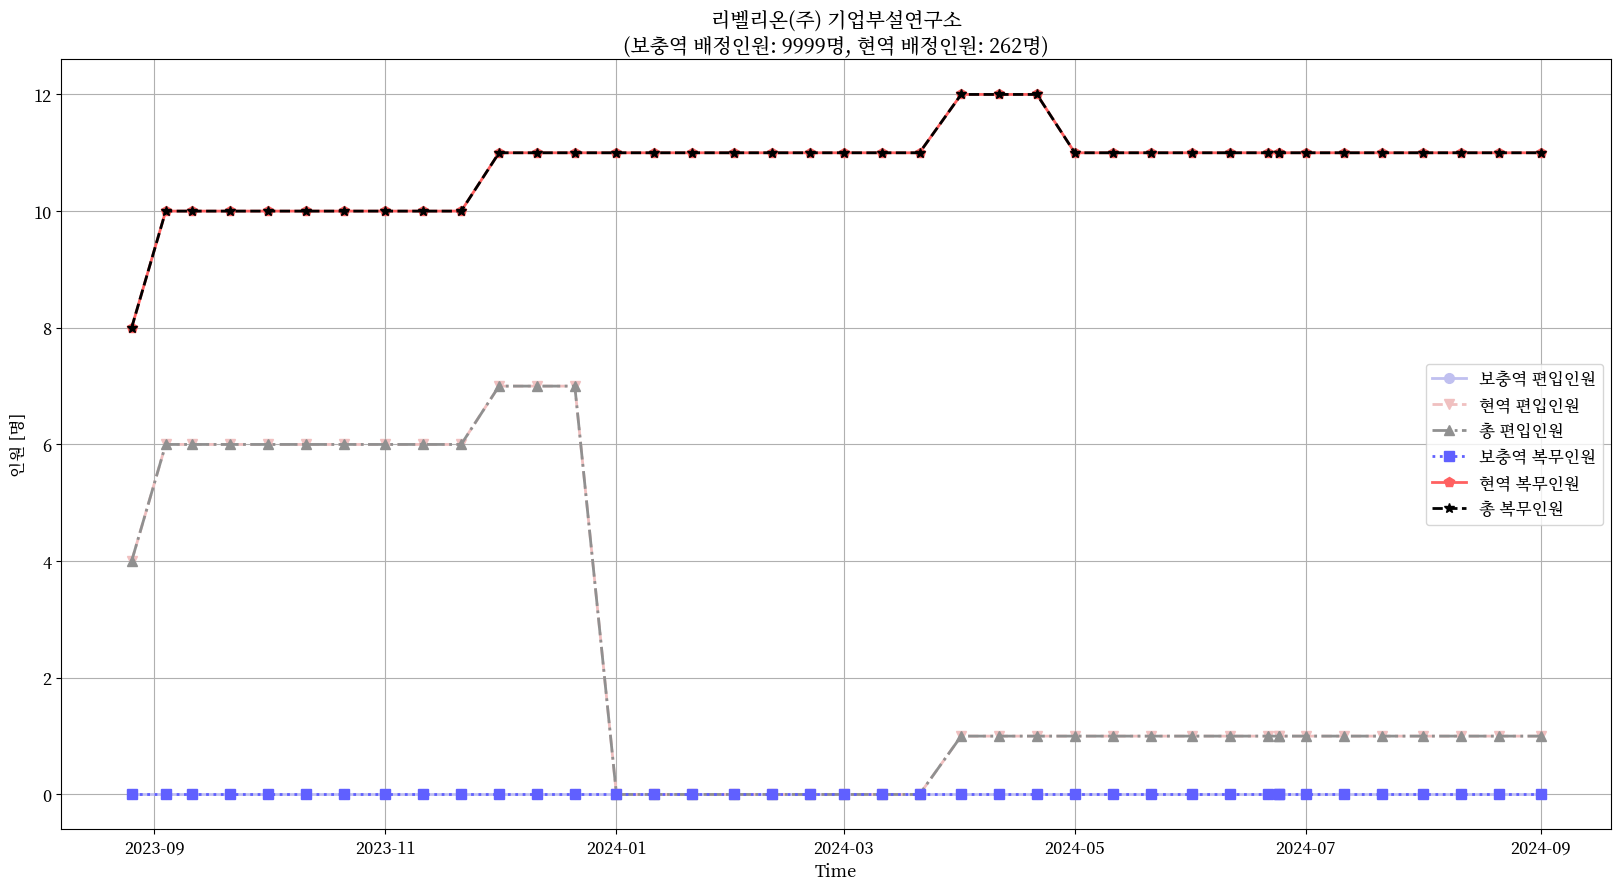 리벨리온(주) 기업부설연구소
(보충역 배정인원: 9999명, 현역 배정인원: 262명)
12
10
8
6
4
2
0
인원 [명]
보충역 편입인원
현역 편입인원
총 편입인원
보충역 복무인원
현역 복무인원
총 복무인원
2023-09 2023-11 2024-01 2024-03 2024-05 2024-07 2024-09
Time